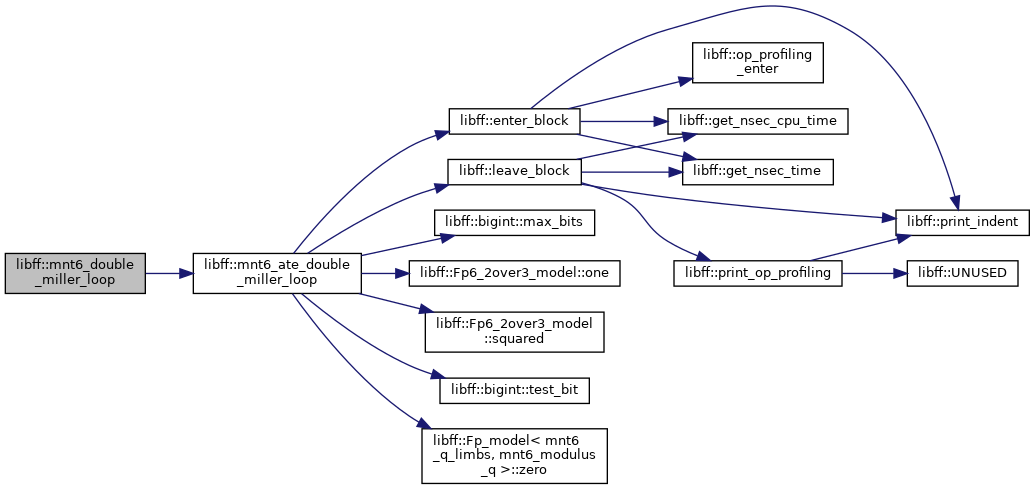 libff::mnt6_double
_miller_loop
libff::mnt6_ate_double
_miller_loop
libff::enter_block
libff::leave_block
libff::bigint::max_bits
libff::Fp6_2over3_model::one
libff::Fp6_2over3_model
::squared
libff::bigint::test_bit
libff::Fp_model< mnt6
_q_limbs, mnt6_modulus
_q >::zero
libff::op_profiling
_enter
libff::get_nsec_cpu_time
libff::get_nsec_time
libff::print_op_profiling
libff::print_indent
libff::UNUSED